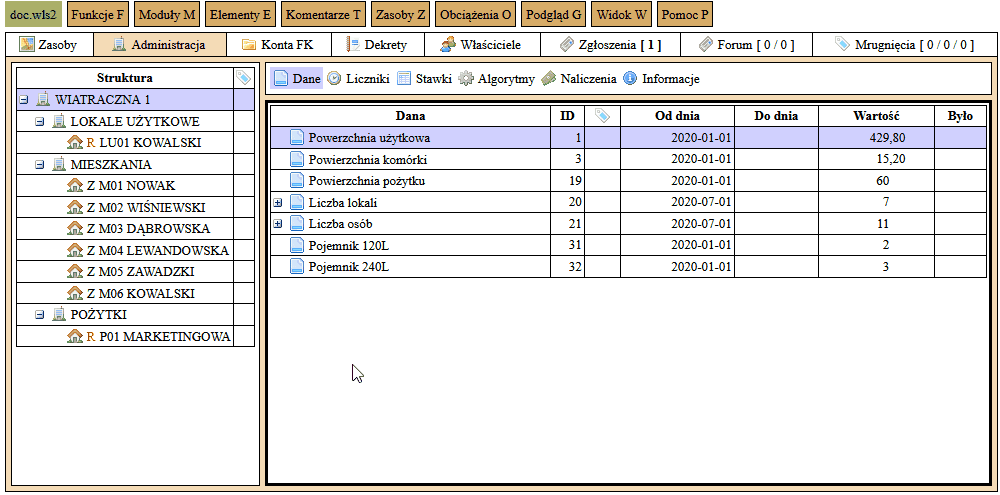 doc.wls2 Funkcje F Moduły M Elementy E Komentarze T Zasoby Z Obciążenia O Podgląd G Widok W Pomoc P
Zasoby Administracja Konta FK Dekrety Właściciele Zgłoszenia [ 1 ] Forum [ 0 / 0 ] Mrugnięcia [ 0 / 0 / 0 ]
Struktura
WIATRACZNA 1
LOKALE UŻYTKOWE
R LU01 KOWALSKI
MIESZKANIA
Z M01 NOWAK
Z M02 WIŚNIEWSKI
Z M03 DĄBROWSKA
Z M04 LEWANDOWSKA
Z M05 ZAWADZKI
Z M06 KOWALSKI
POŻYTKI
R P01 MARKETINGOWA
Dane Liczniki Stawki Algorytmy Naliczenia Informacje
Dana ID Od dnia Do dnia Wartość Było
Powerzchnia użytkowa 1 2020-01-01 429,80
Powierzchnia komórki 3 2020-01-01 15,20
Powierzchnia pożytku 19 2020-01-01 60
Liczba lokali 20 2020-07-01 7
Liczba osób 21 2020-07-01 11
Pojemnik 120L 31 2020-01-01 2
Pojemnik 240L 32 2020-01-01 3